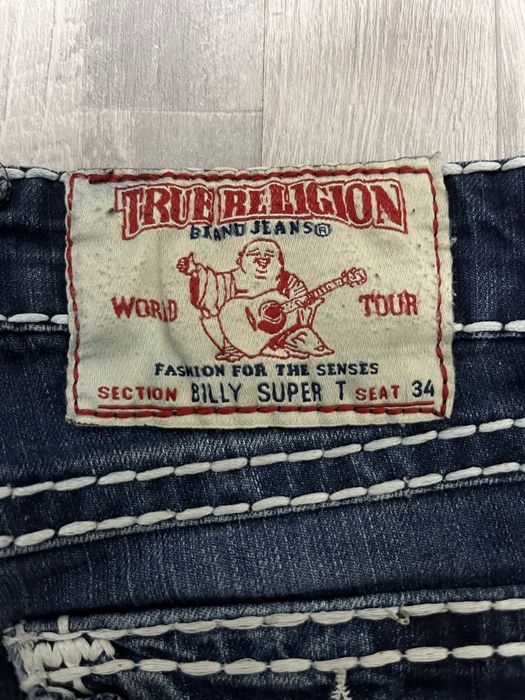 TRUE RELIGION
BRAND JEANS®
WORLD TOUR
FASHION FOR THE SENSES
SECTION BILLY SUPER T SEAT 34